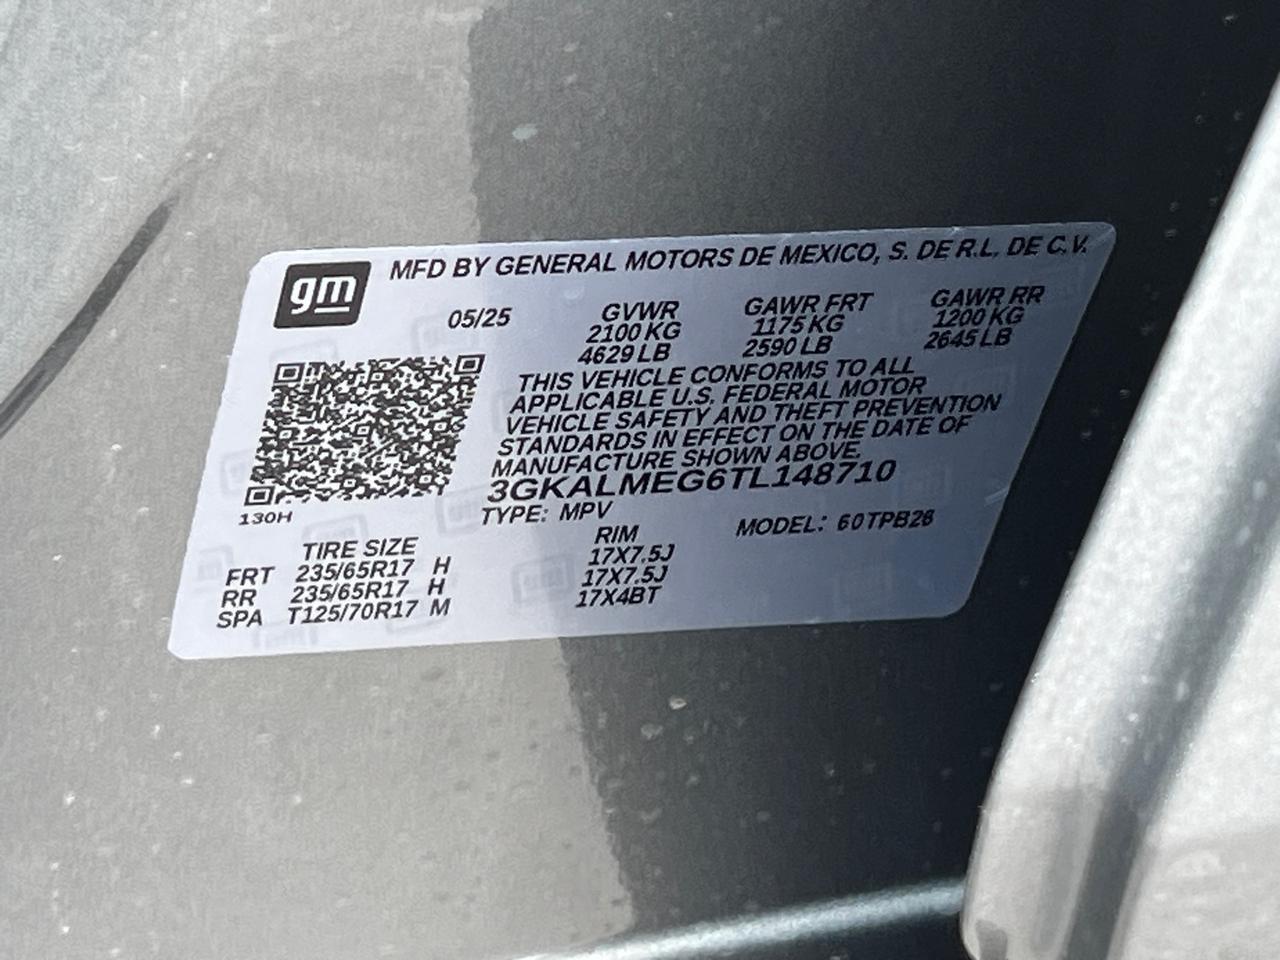 gm
MFD BY GENERAL MOTORS DE MEXICO, S. DE R.L. DE C.V.
05/25
GVWR GAWR FRT GAWR RR
2100 KG 1175 KG 1200 KG
4629 LB 2590 LB 2645 LB
THIS VEHICLE CONFORMS TO ALL
APPLICABLE U.S. FEDERAL MOTOR
VEHICLE SAFETY AND THEFT PREVENTION
STANDARDS IN EFFECT ON THE DATE OF
MANUFACTURE SHOWN ABOVE.
3GKALMEG6TL148710
130H
TYPE: MPV MODEL: 60TPB26
TIRE SIZE RIM
FRT 235/65R17 H 17X7.5J
RR 235/65R17 H 17X7.5J
SPA T125/70R17 M 17X4BT